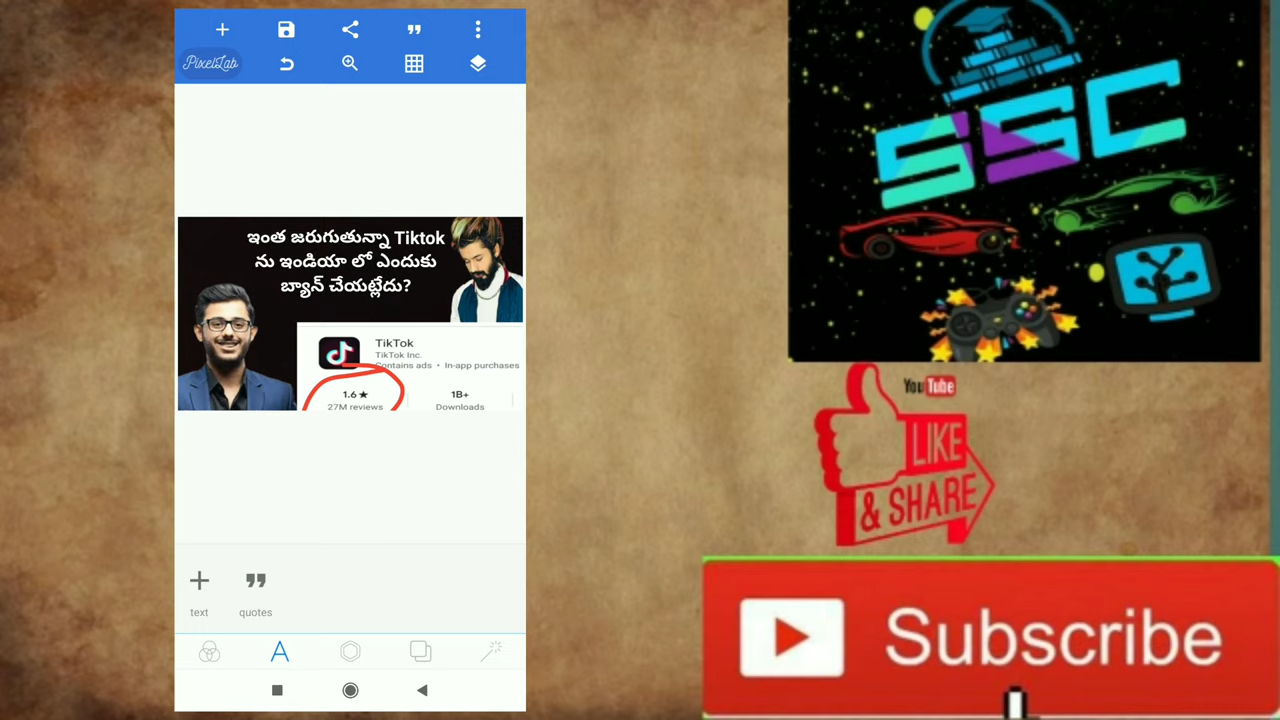 PixelLab
ఇంత జరుగుతున్నా Tiktok
ను ఇండియా లో ఎందుకు
బ్యాన్ చేయట్లేదు?
TikTok
TikTok Inc.
Contains ads • In-app purchases
1.6★
1B+
27M reviews
Downloads
text
quotes
SSC
YouTube
LIKE
& SHARE
Subscribe